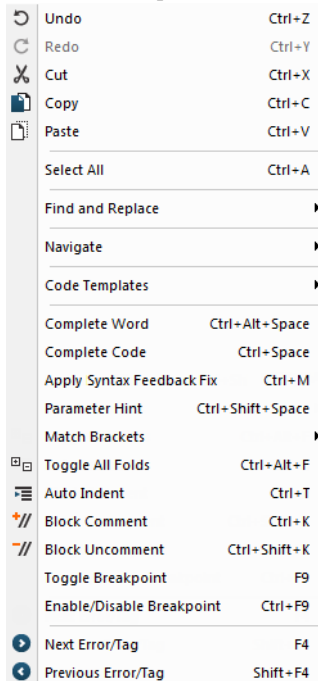 Undo Ctrl+Z
Redo Ctrl+Y
Cut Ctrl+X
Copy Ctrl+C
Paste Ctrl+V
Select All Ctrl+A
Find and Replace
Navigate
Code Templates
Complete Word Ctrl+Alt+Space
Complete Code Ctrl+Space
Apply Syntax Feedback Fix Ctrl+M
Parameter Hint Ctrl+Shift+Space
Match Brackets
Toggle All Folds Ctrl+Alt+F
Auto Indent Ctrl+T
Block Comment Ctrl+K
Block Uncomment Ctrl+Shift+K
Toggle Breakpoint F9
Enable/Disable Breakpoint Ctrl+F9
Next Error/Tag F4
Previous Error/Tag Shift+F4